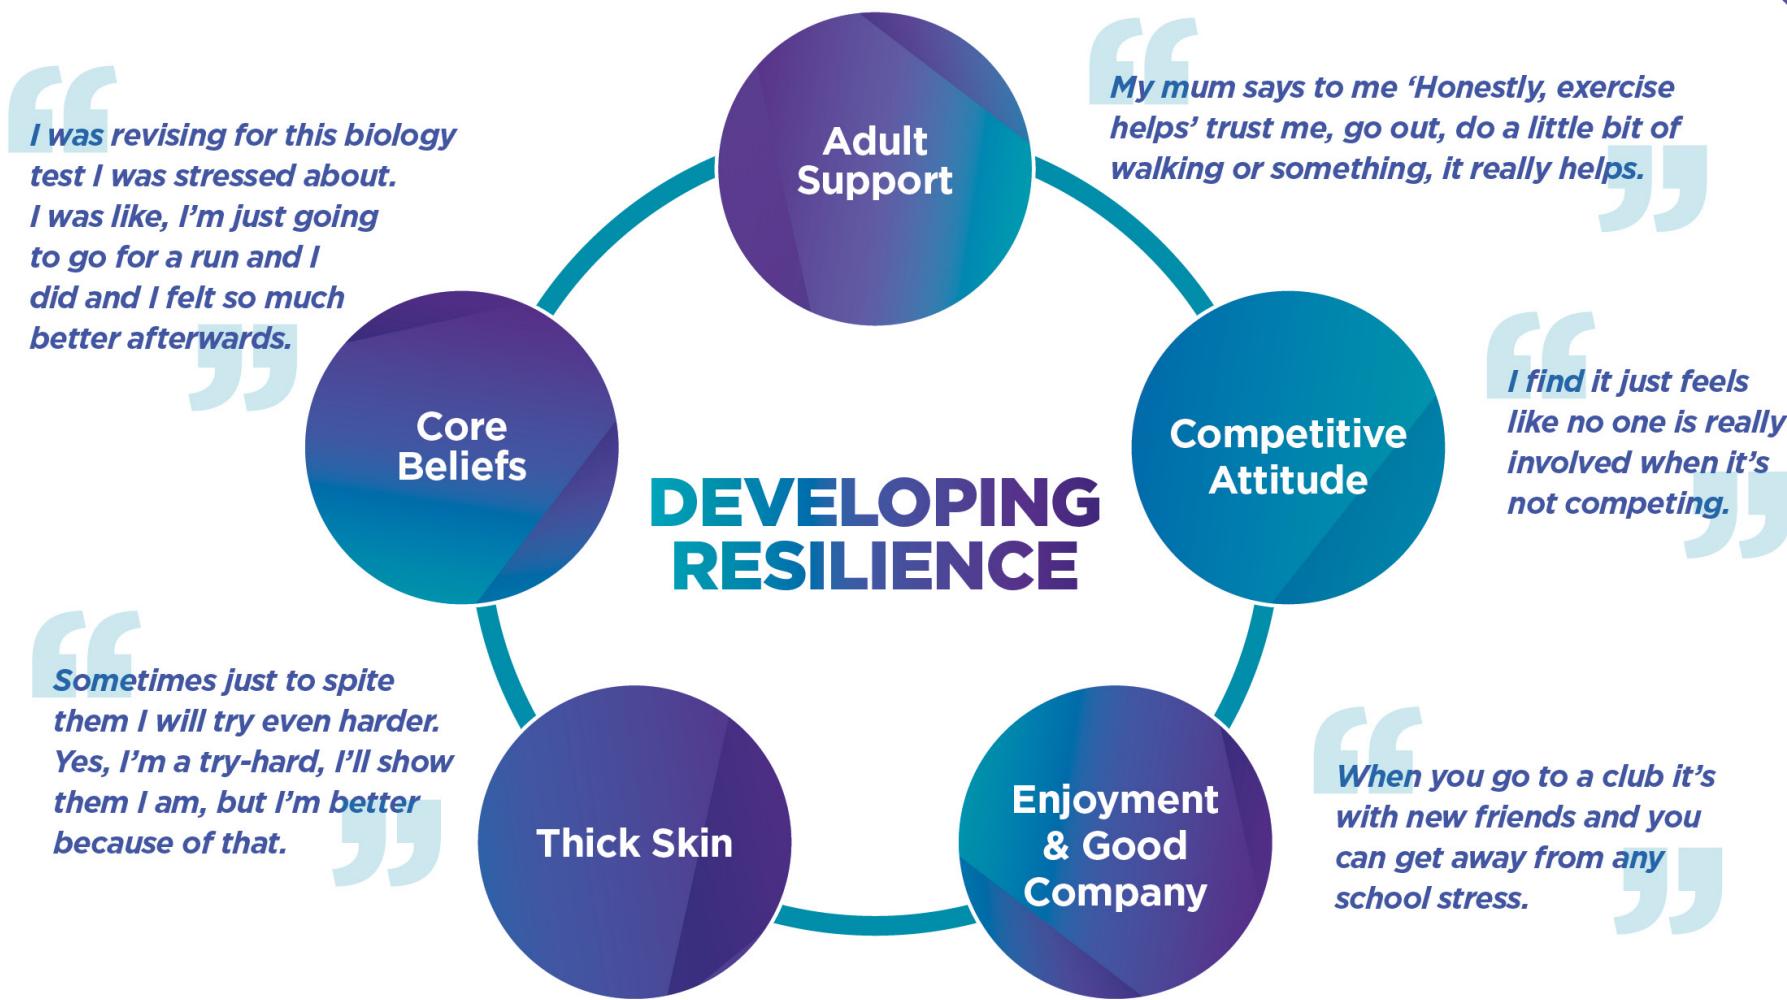 Adult
Support
My mum says to me ‘Honestly, exercise
helps’ trust me, go out, do a little bit of
walking or something, it really helps.
Competitive
Attitude
I find it just feels
like no one is really
involved when it’s
not competing.
Enjoyment
& Good
Company
When you go to a club it’s
with new friends and you
can get away from any
school stress.
Thick Skin
Sometimes just to spite
them I will try even harder.
Yes, I’m a try-hard, I’ll show
them I am, but I’m better
because of that.
Core
Beliefs
I was revising for this biology
test I was stressed about.
I was like, I’m just going
to go for a run and I
did and I felt so much
better afterwards.
DEVELOPING
RESILIENCE